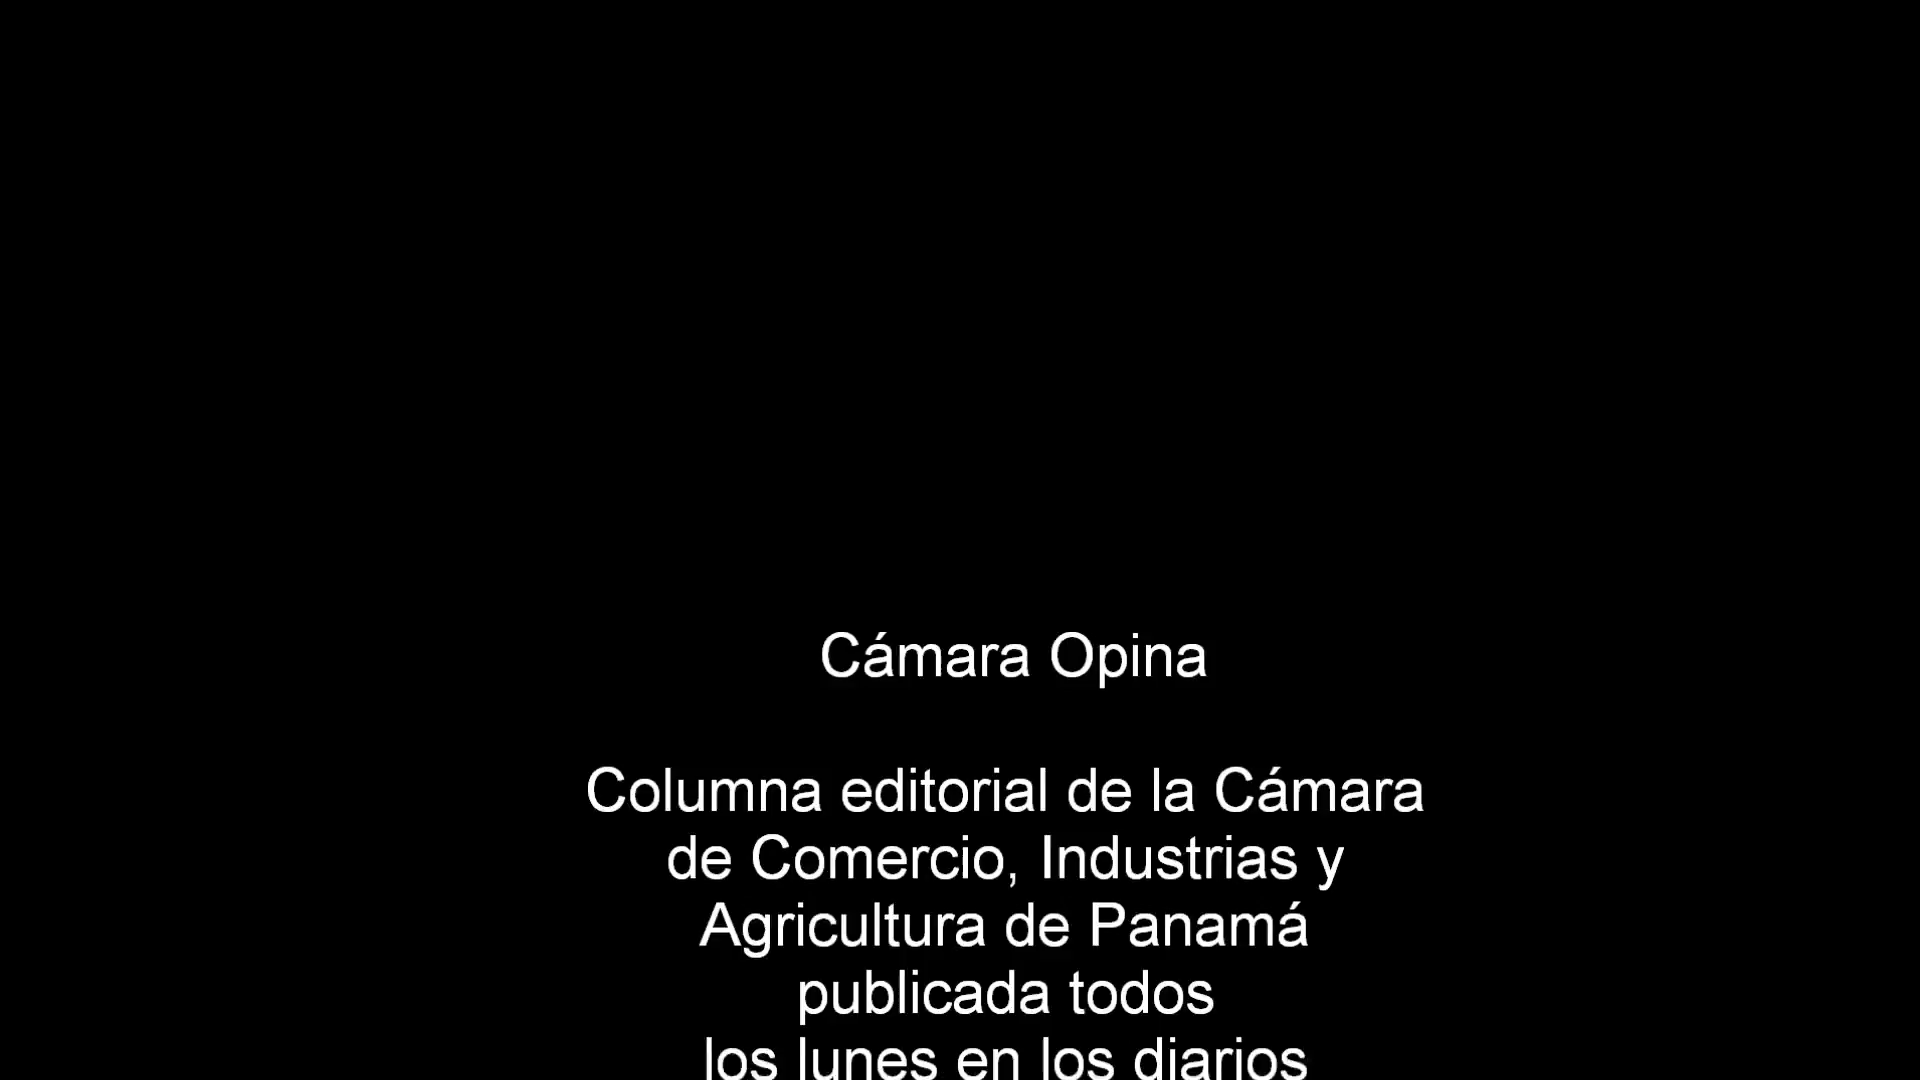 Cámara Opina
Columna editorial de la Cámara
de Comercio, Industrias y
Agricultura de Panamá
publicada todos
los lunes en los diarios